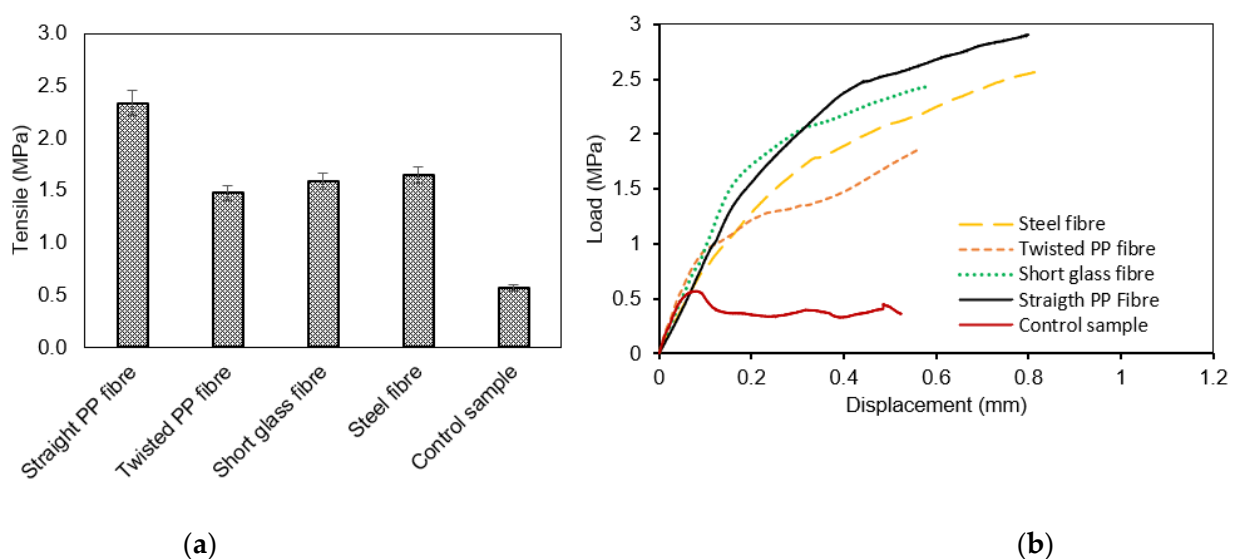 3.0
2.5
2.0
1.5
1.0
0.5
0.0
Tensile (MPa)
Straight PP fibre
Twisted PP fibre
Short glass fibre
Steel fibre
Control sample
(a)
3
2.5
2
1.5
1
0.5
0
Load (MPa)
0 0.2 0.4 0.6 0.8 1 1.2
Displacement (mm)
Steel fibre
Twisted PP fibre
Short glass fibre
Straigth PP Fibre
Control sample
(b)